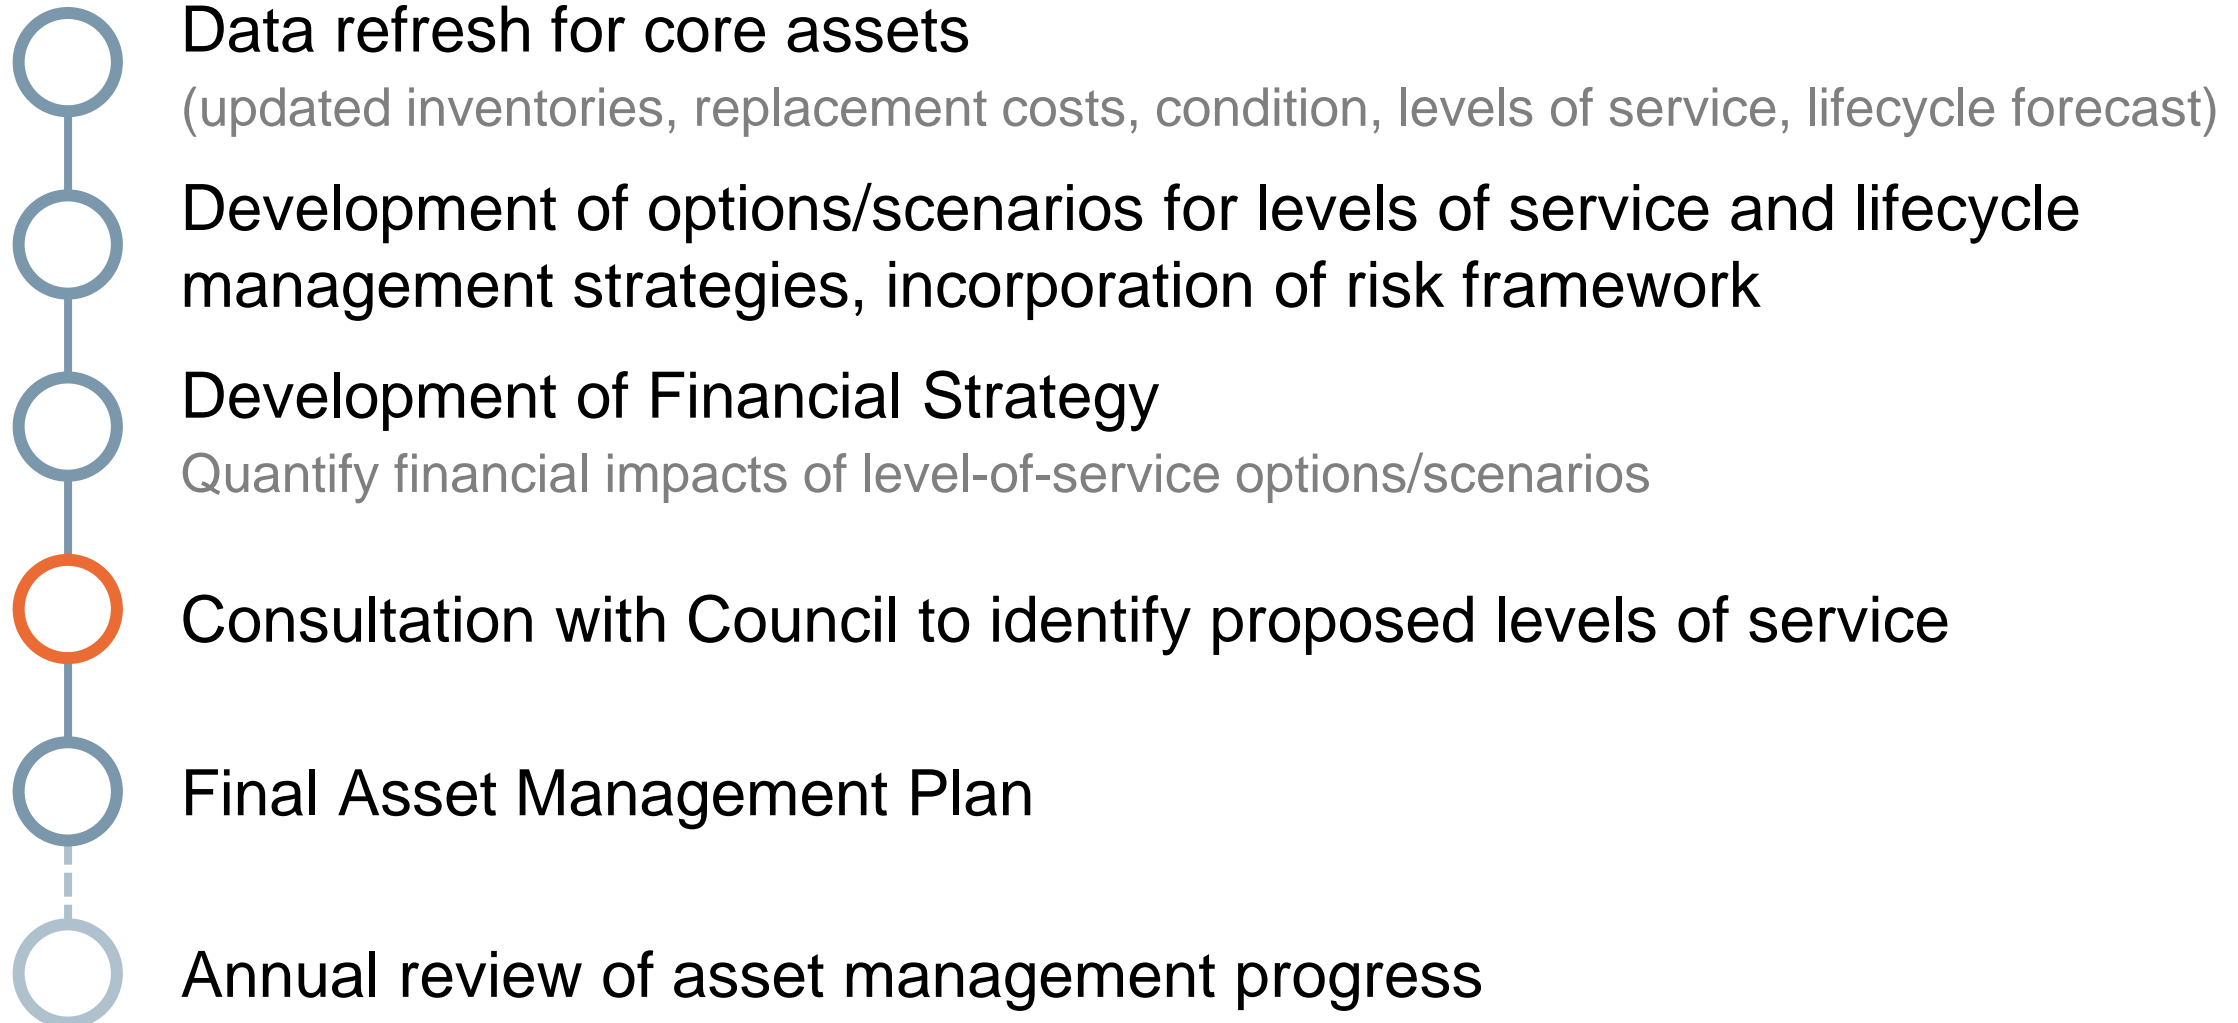 Data refresh for core assets
(updated inventories, replacement costs, condition, levels of service, lifecycle forecast)
Development of options/scenarios for levels of service and lifecycle
management strategies, incorporation of risk framework
Development of Financial Strategy
Quantify financial impacts of level-of-service options/scenarios
Consultation with Council to identify proposed levels of service
Final Asset Management Plan
Annual review of asset management progress